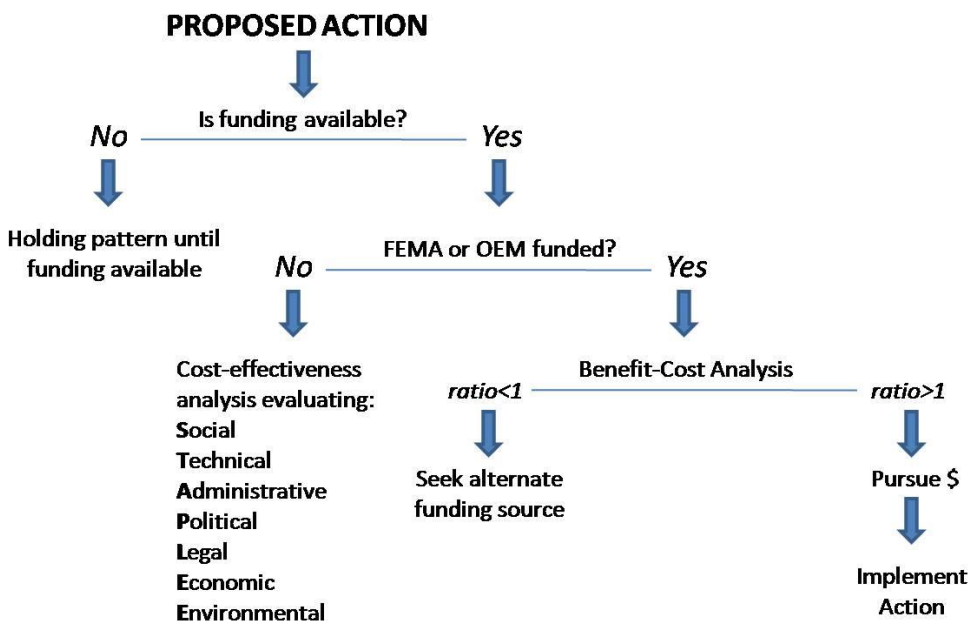 PROPOSED ACTION
Is funding available?
No
Yes
Holding pattern until
funding available
FEMA or OEM funded?
No
Yes
Cost-effectiveness
analysis evaluating:
Social
Technical
Administrative
Political
Legal
Economic
Environmental
Benefit-Cost Analysis
ratio<1
ratio>1
Seek alternate
funding source
Pursue $
Implement
Action